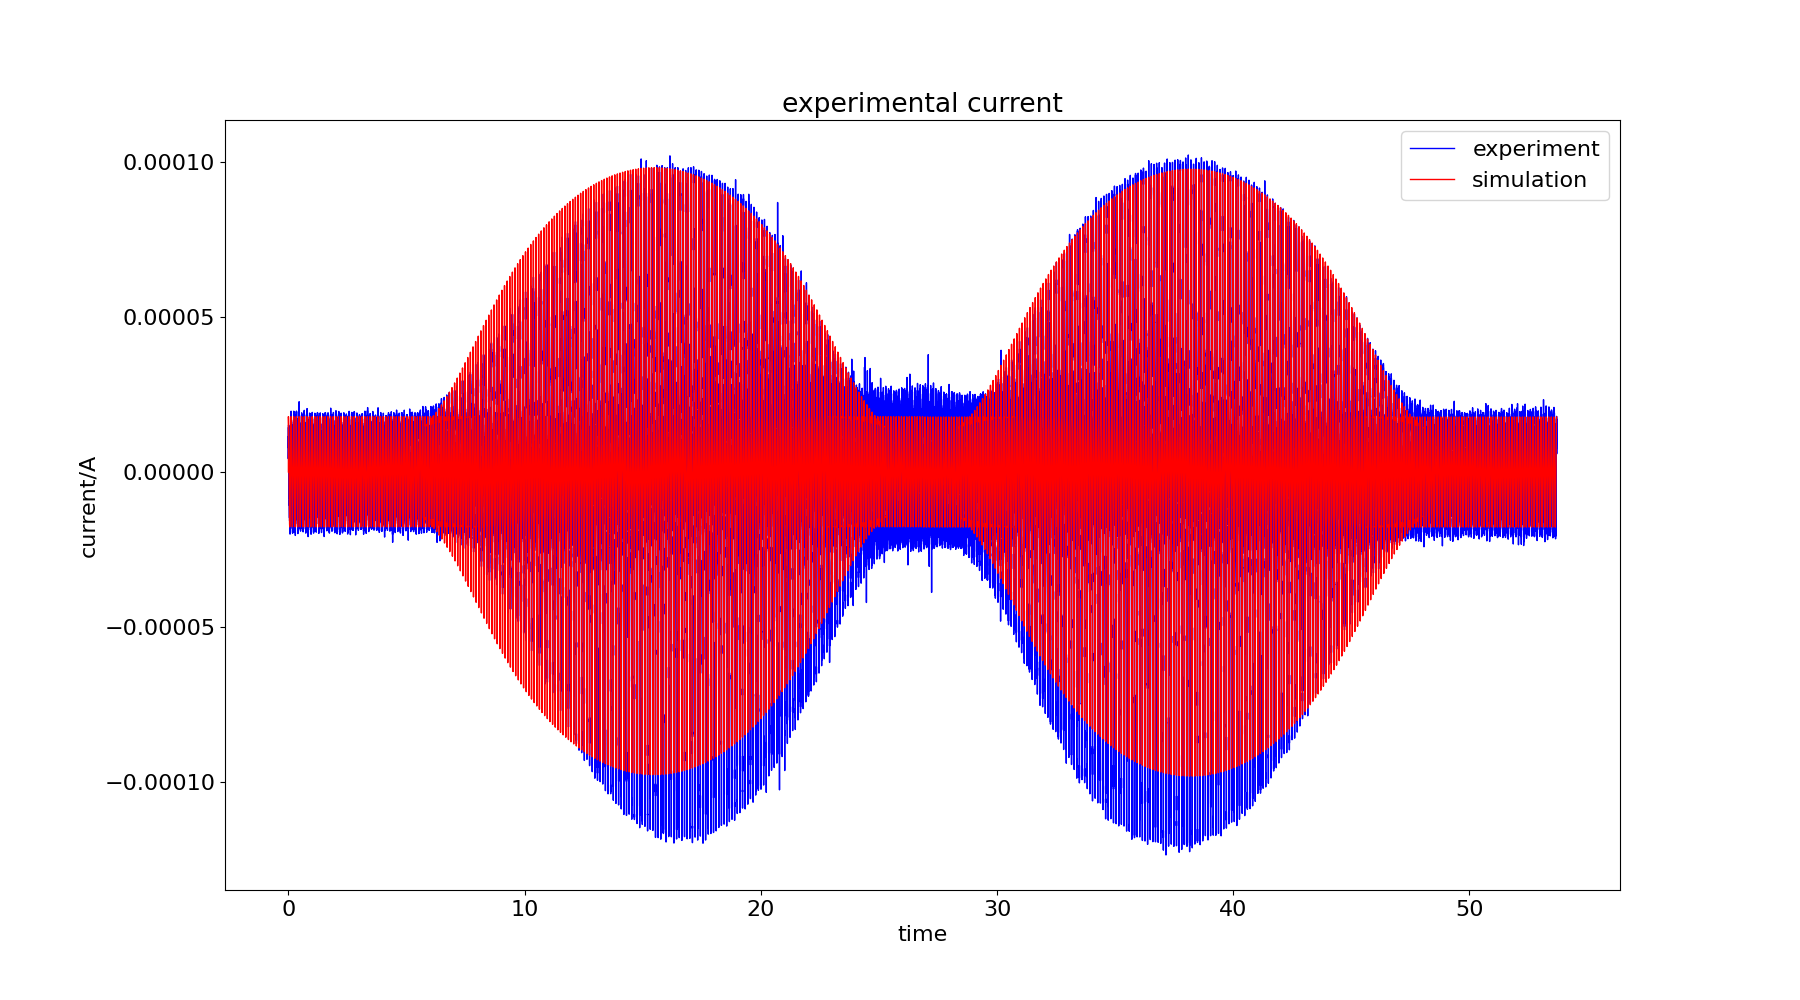 experimental current
experiment
simulation
0.00010
0.00005
0.00000
−0.00005
−0.00010
current/A
0 10 20 30 40 50
time